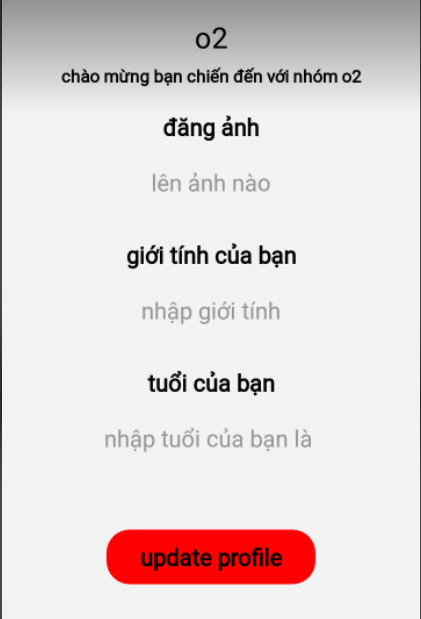 o2
chào mừng bạn chiến đến với nhóm o2
đăng ảnh
lên ảnh nào
giới tính của bạn
nhập giới tính
tuổi của bạn
nhập tuổi của bạn là
update profile